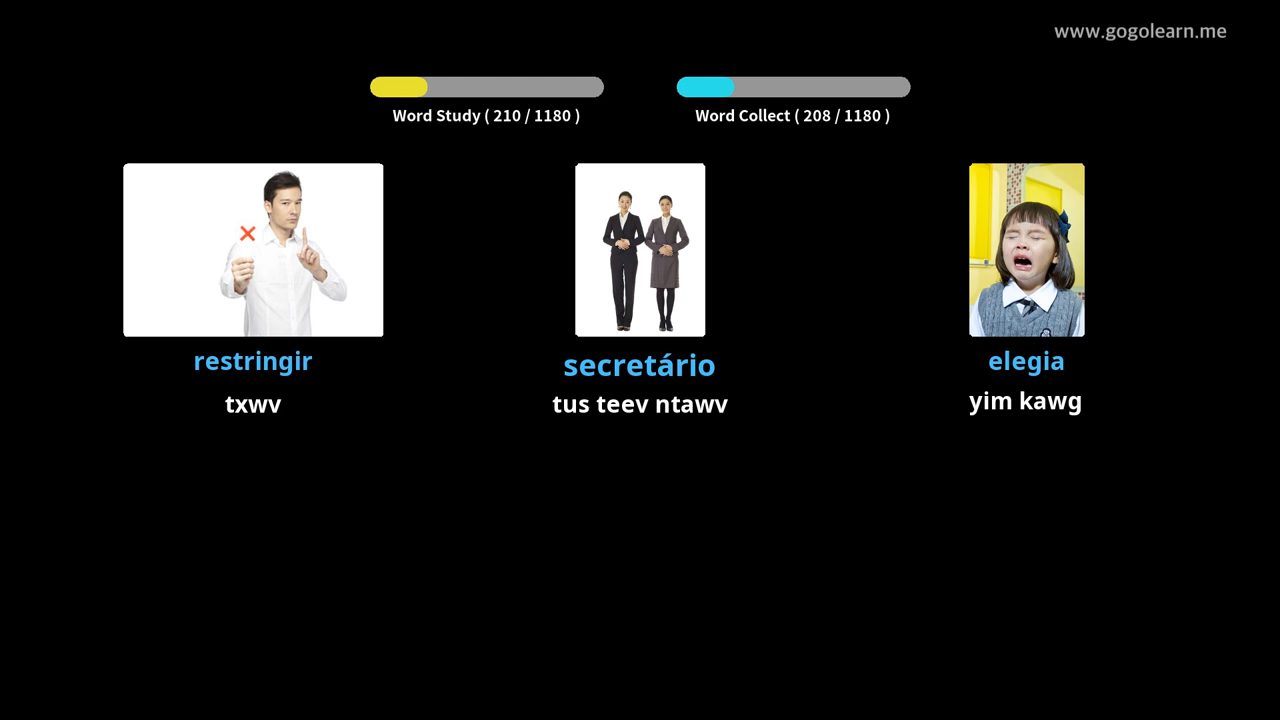 www.gogolearn.me
Word Study ( 210 / 1180 )
Word Collect ( 208 / 1180 )
restringir
txwv
secretário
tus teev ntawv
elegia
yim kawg